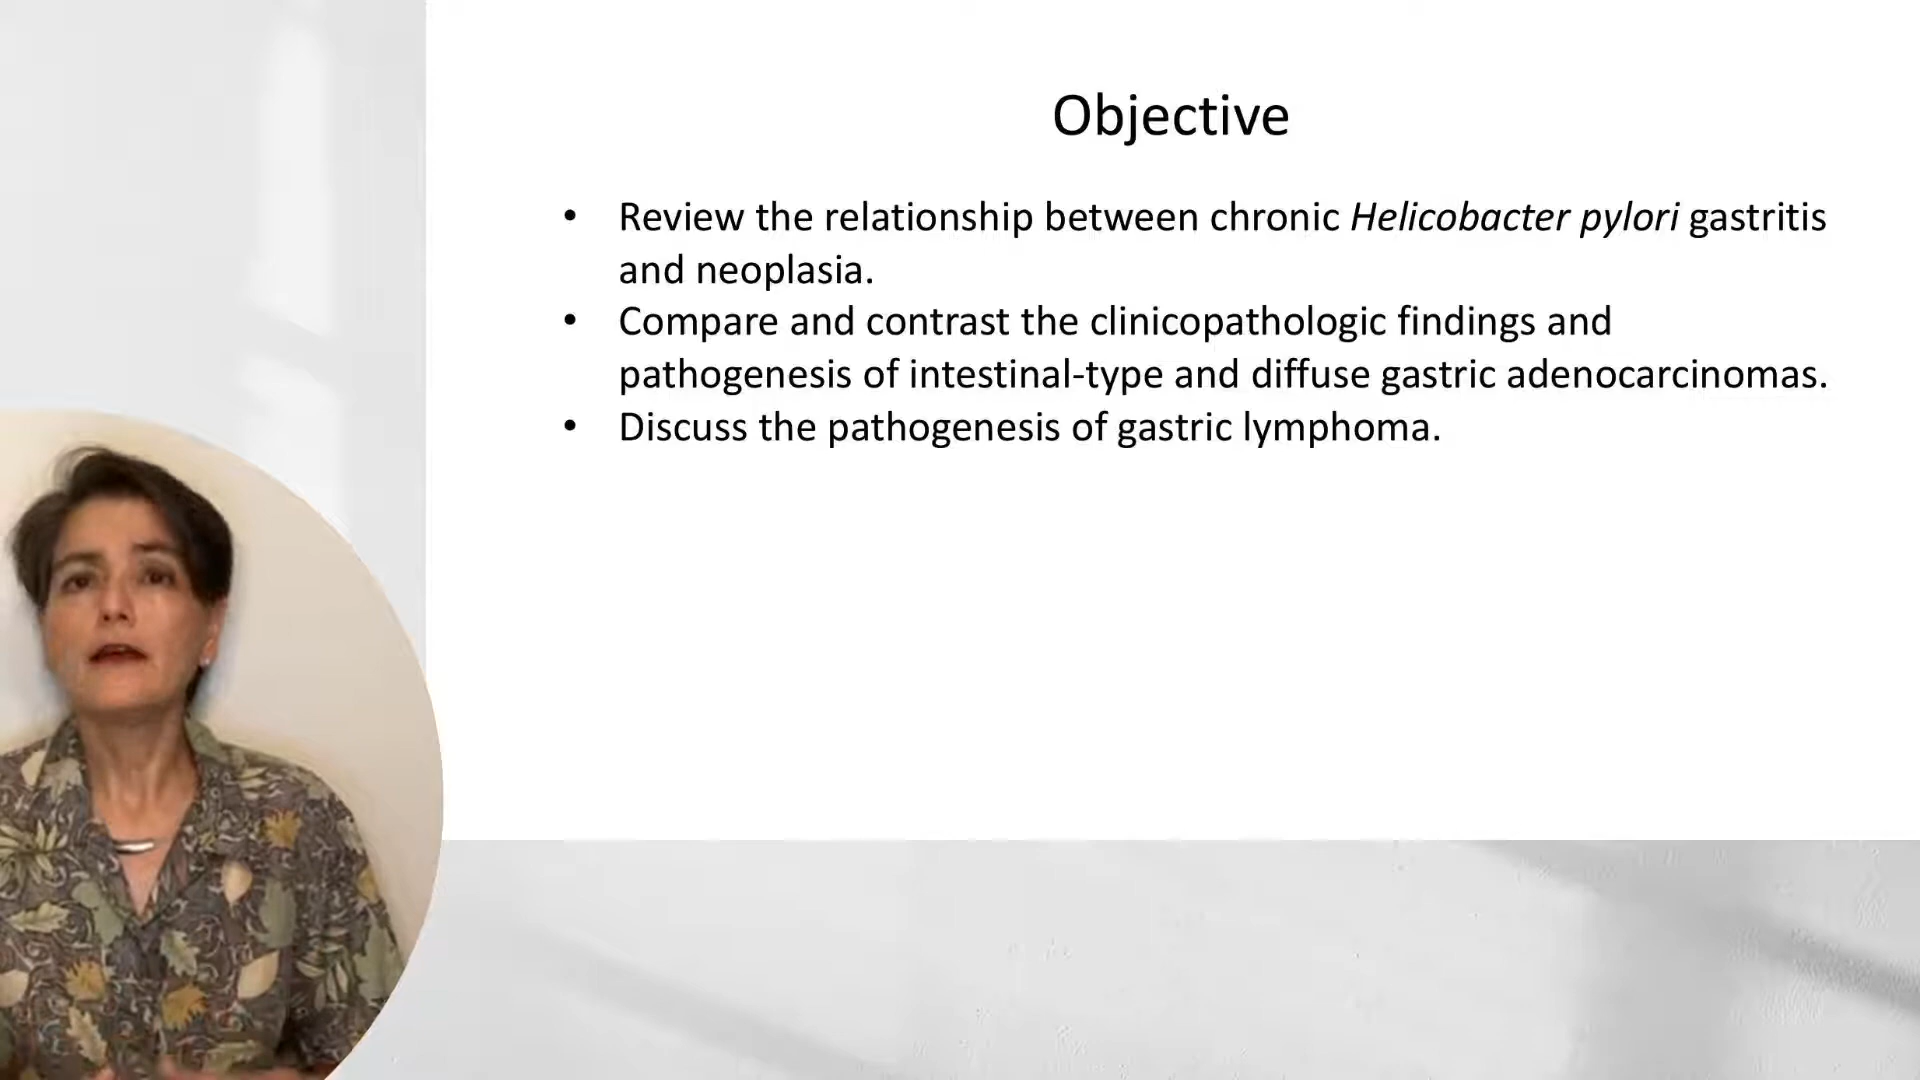 Objective
• Review the relationship between chronic Helicobacter pylori gastritis
and neoplasia.
• Compare and contrast the clinicopathologic findings and
pathogenesis of intestinal-type and diffuse gastric adenocarcinomas.
• Discuss the pathogenesis of gastric lymphoma.